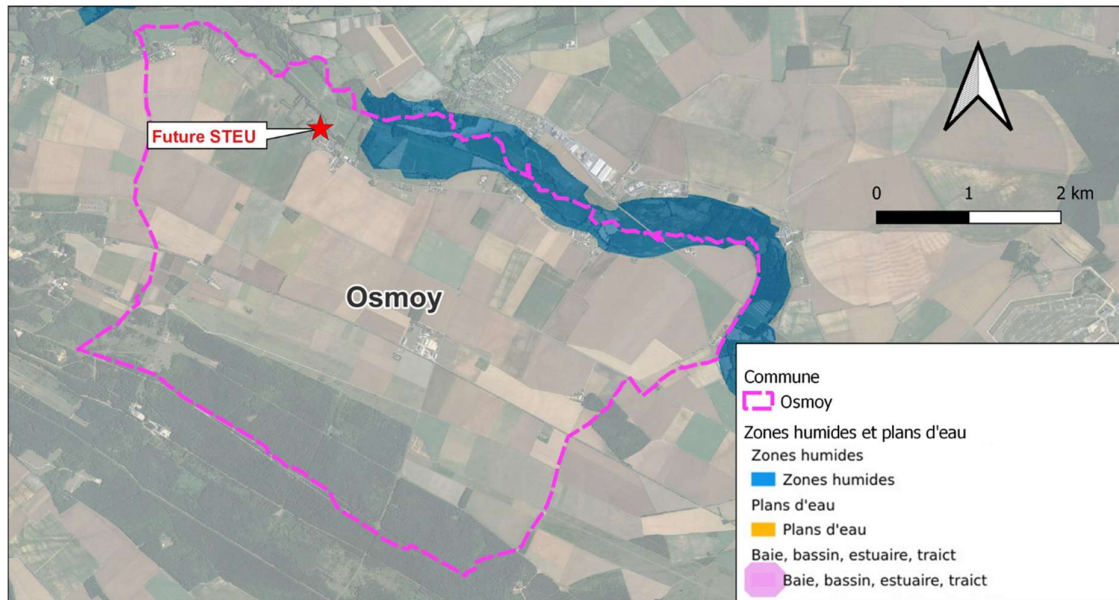 Future STEU
0 1 2 km
Osmoy
Commune
Osmoy
Zones humides et plans d'eau
Zones humides
Zones humides
Plans d'eau
Plans d'eau
Baie, bassin, estuaire, traict
Baie, bassin, estuaire, traict